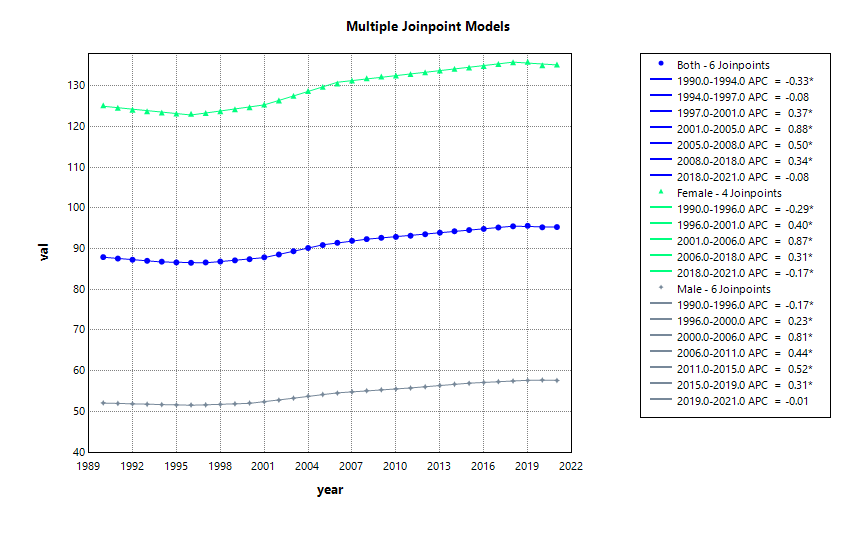 Multiple Joinpoint Models
val
130
120
110
100
90
80
70
60
50
40
1989 1992 1995 1998 2001 2004 2007 2010 2013 2016 2019 2022
year
Both - 6 Joinpoints
1990.0-1994.0 APC = -0.33*
1994.0-1997.0 APC = -0.08
1997.0-2001.0 APC = 0.37*
2001.0-2005.0 APC = 0.88*
2005.0-2008.0 APC = 0.50*
2008.0-2018.0 APC = 0.34*
2018.0-2021.0 APC = -0.08
Female - 4 Joinpoints
1990.0-1996.0 APC = -0.29*
1996.0-2001.0 APC = 0.40*
2001.0-2006.0 APC = 0.87*
2006.0-2018.0 APC = 0.31*
2018.0-2021.0 APC = -0.17*
Male - 6 Joinpoints
1990.0-1996.0 APC = -0.17*
1996.0-2000.0 APC = 0.23*
2000.0-2006.0 APC = 0.81*
2006.0-2011.0 APC = 0.44*
2011.0-2015.0 APC = 0.52*
2015.0-2019.0 APC = 0.31*
2019.0-2021.0 APC = -0.01